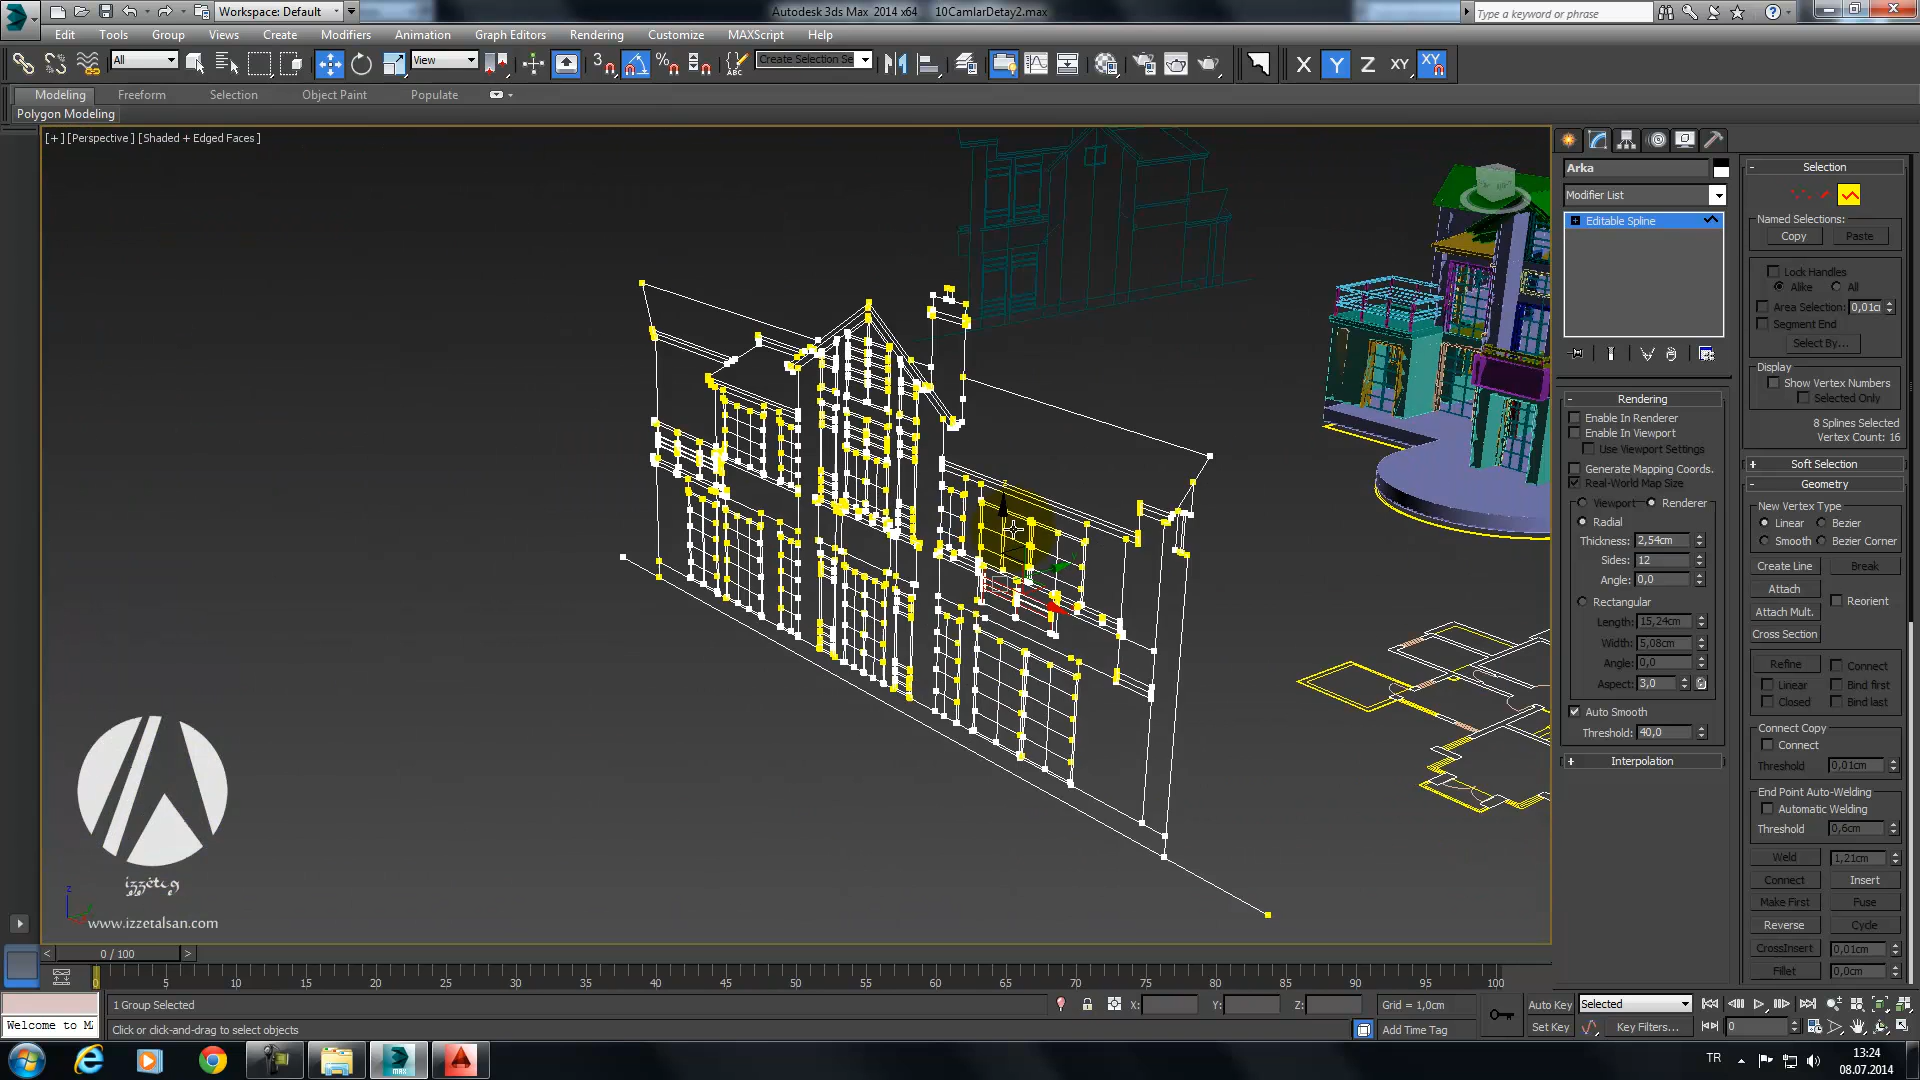 Workspace: Default
Autodesk 3ds Max 2014 x64 10CamlarDetay2.max
Type a keyword or phrase
Edit Tools Group Views Create Modifiers Animation Graph Editors Rendering Customize MAXScript Help
All
View
Create Selection Se
X Y Z XY XY
Modeling Freeform Selection Object Paint Populate
Polygon Modeling
[+] [Perspective] [Shaded + Edged Faces]
Arka
Modifier List
Editable Spline
Rendering
Enable In Renderer
Enable In Viewport
Use Viewport Settings
Generate Mapping Coords.
Real-World Map Size
Viewport Renderer
Radial
Thickness: 2,54cm
Sides: 12
Angle: 0,0
Rectangular
Length: 15,24cm
Width: 5,08cm
Angle: 0,0
Aspect: 3,0
Auto Smooth
Threshold: 40,0
Interpolation
Selection
Named Selections:
Copy Paste
Lock Handles
Alike All
Area Selection: 0,01c
Segment End
Select By...
Display
Show Vertex Numbers
Selected Only
8 Splines Selected
Vertex Count: 16
Soft Selection
Geometry
New Vertex Type
Linear Bezier
Smooth Bezier Corner
Create Line Break
Attach
Reorient
Attach Mult.
Cross Section
Refine Connect
Linear Bind first
Closed Bind last
Connect Copy
Connect
Threshold 0,01cm
End Point Auto-Welding
Automatic Welding
Threshold 0,6cm
Weld 1,21cm
Connect Insert
Make First Fuse
Reverse Cycle
CrossInsert 0,01cm
Fillet 0,0cm
www.izzetalsan.com
0 / 100
0 5 10 15 20 25 30 35 40 45 50 55 60 65 70 75 80 85 90 95 100
1 Group Selected
X: Y: Z: Grid = 1,0cm
Auto Key Selected
Welcome to M
Click or click-and-drag to select objects
Add Time Tag
Set Key Key Filters...
0
TR
13:24
08.07.2014